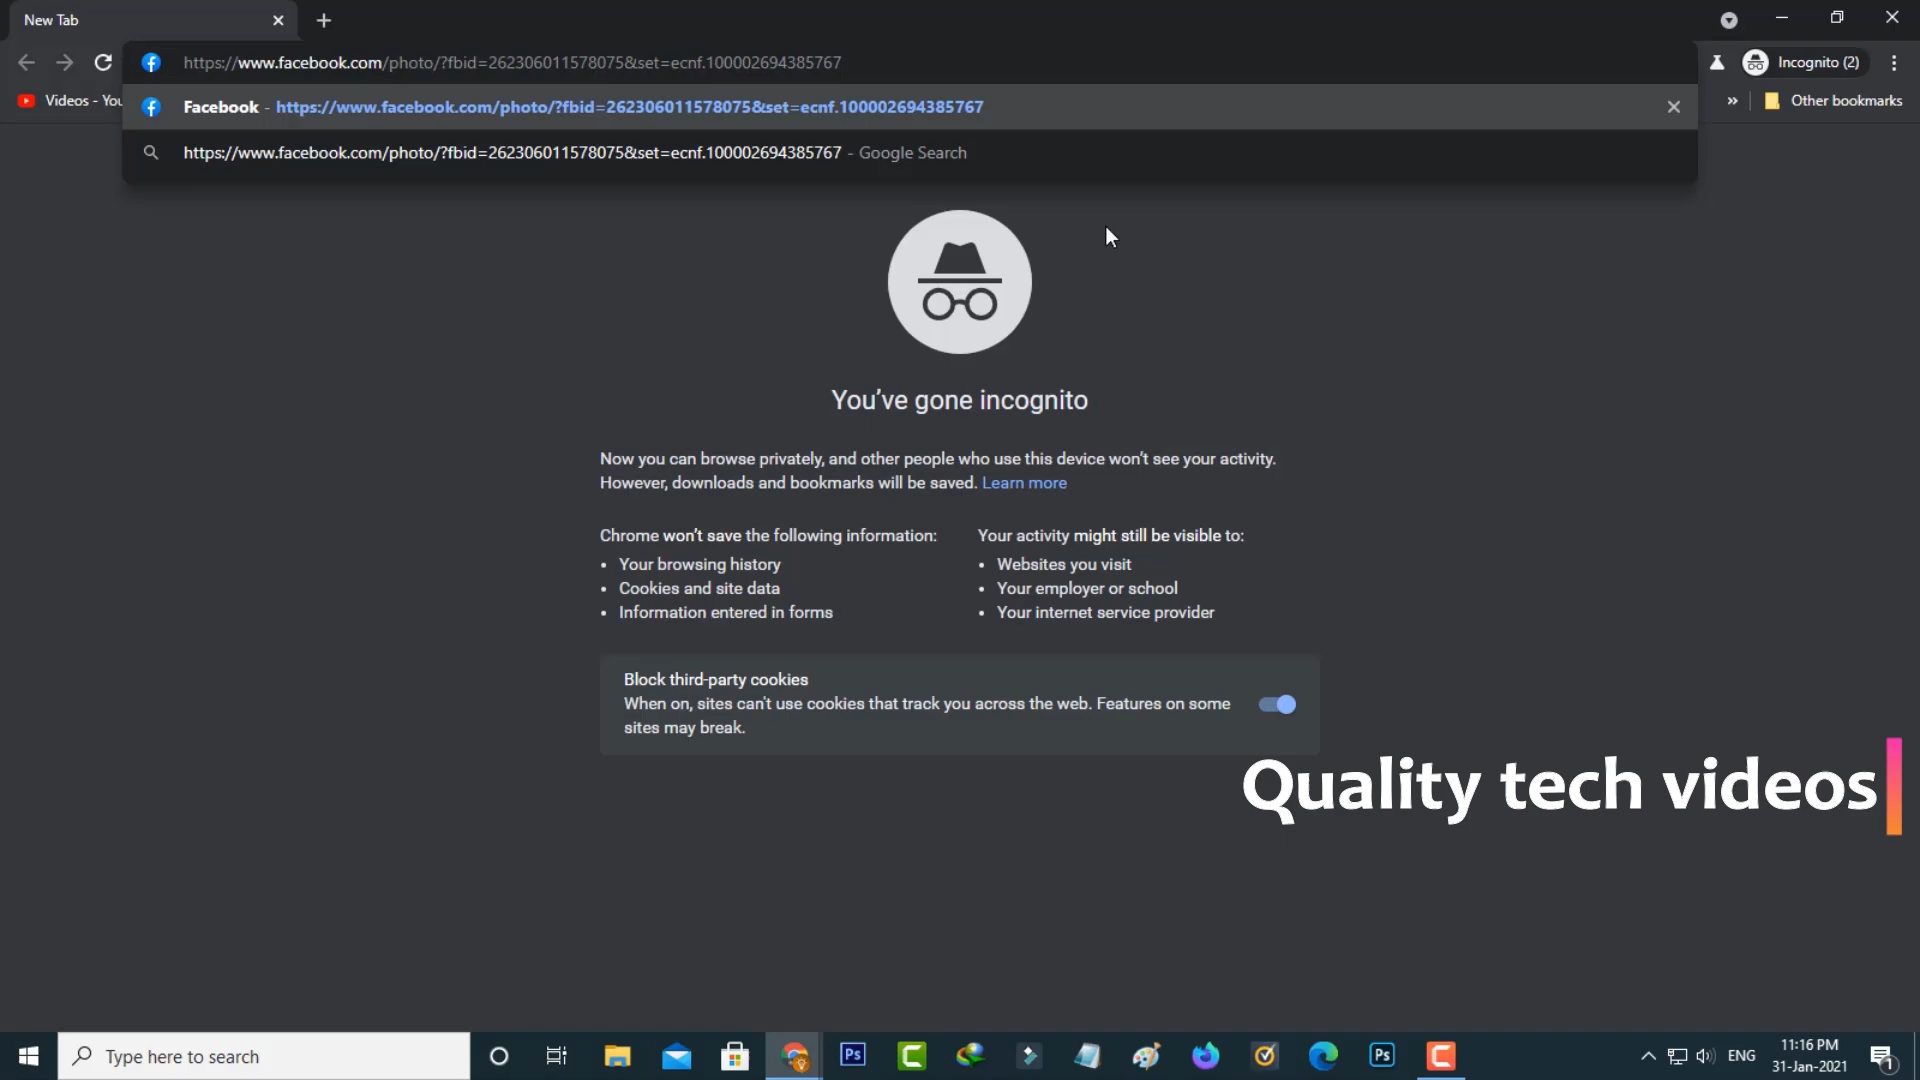 New Tab
https://www.facebook.com/photo/?fbid=262306011578075&set=ecnf.100002694385767
Incognito (2)
Videos - You
Facebook - https://www.facebook.com/photo/?fbid=262306011578075&set=ecnf.100002694385767
Other bookmarks
https://www.facebook.com/photo/?fbid=262306011578075&set=ecnf.100002694385767 - Google Search
You've gone incognito
Now you can browse privately, and other people who use this device won't see your activity.
However, downloads and bookmarks will be saved. Learn more
Chrome won't save the following information:
Your browsing history
Cookies and site data
Information entered in forms
Your activity might still be visible to:
Websites you visit
Your employer or school
Your internet service provider
Block third-party cookies
When on, sites can't use cookies that track you across the web. Features on some
sites may break.
Quality tech videos
Type here to search
Ps
Ps
ENG
11:16 PM
31-Jan-2021
1